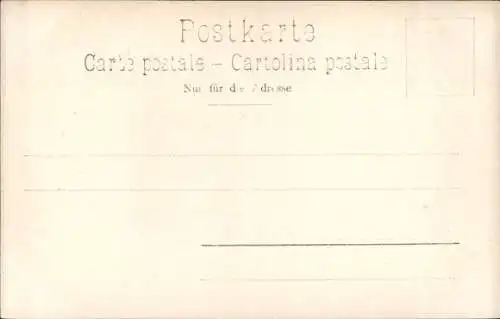 Postkarte
Carte postale – Cartolina postale
Nur für die Adresse